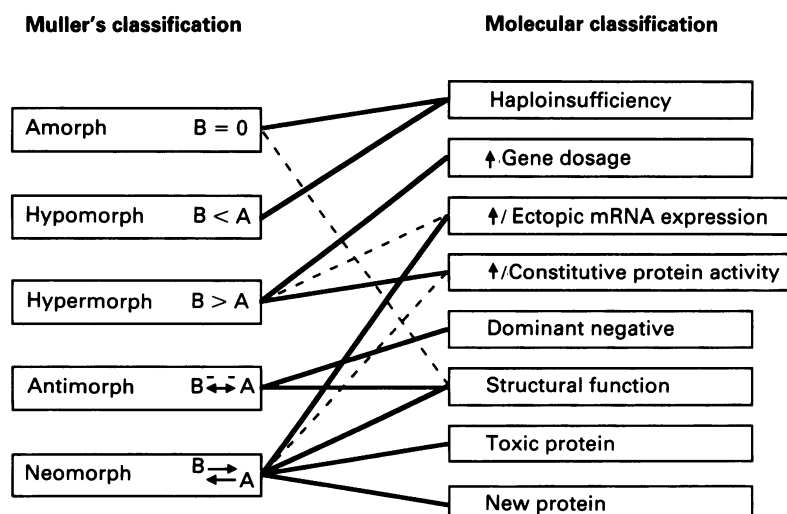 Muller's classification
Molecular classification
Amorph B = 0
Hypomorph B < A
Hypermorph B > A
Antimorph B ↔ A
Neomorph B ⇄ A
Haploinsufficiency
↑ Gene dosage
↑/ Ectopic mRNA expression
↑/Constitutive protein activity
Dominant negative
Structural function
Toxic protein
New protein